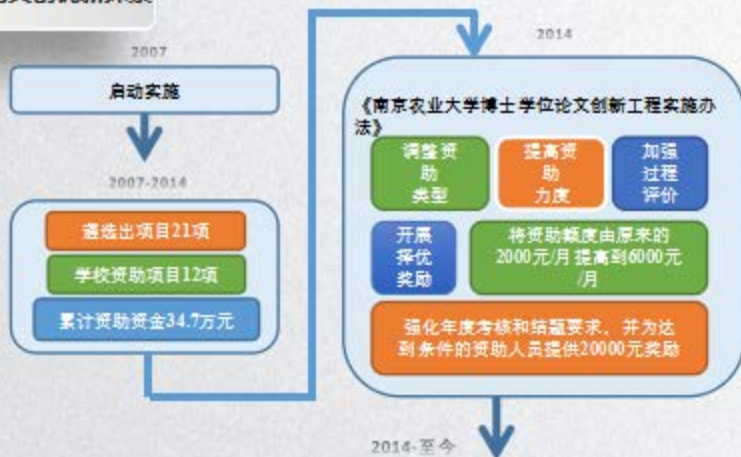 2007
启动实施
2007-2014
遴选出项目21项
学校资助项目12项
累计资助资金34.7万元
2014
《南京农业大学博士学位论文创新工程实施办
法》
调整资
助
类型
提高资
助
力度
加强
过程
评价
开展
择优
奖励
将资助额度由原来的
2000元/月提高到6000元
/月
强化年度考核和结题要求，并为达
到条件的资助人员提供20000元奖励
2014-至今